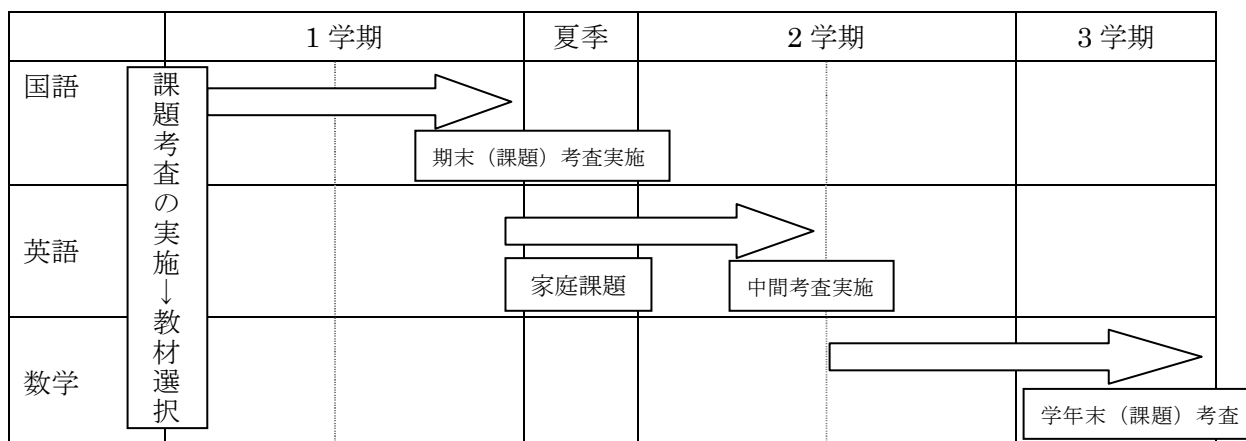 1学期 夏季 2学期 3学期
国語
課題考査の実施→教材選択
期末（課題）考査実施
英語
家庭課題
中間考査実施
数学
学年末（課題）考査